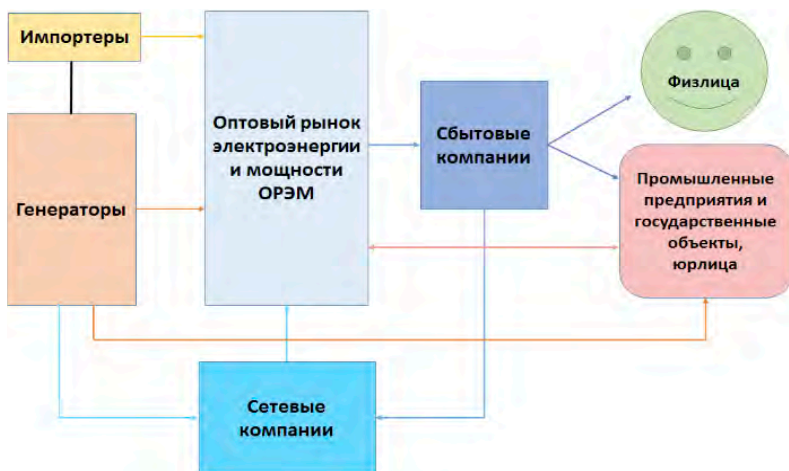 Импортеры
Генераторы
Оптовый рынок
электроэнергии
и мощности
ОРЭМ
Сбытовые
компании
Физлица
Промышленные
предприятия и
государственные
объекты,
юрлица
Сетевые
компании